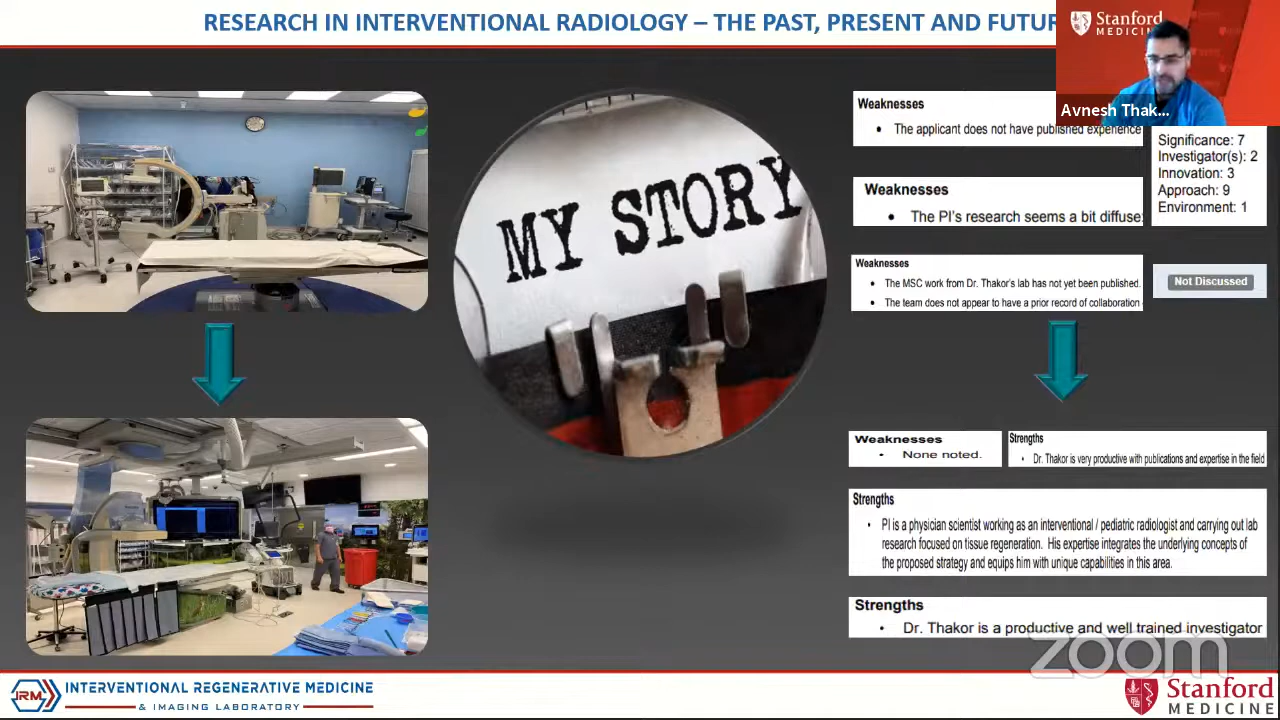 RESEARCH IN INTERVENTIONAL RADIOLOGY – THE PAST, PRESENT AND FUTUR
Stanford
MEDICINE
Avnesh Thak...
MY STORY
Weaknesses
• The applicant does not have published experience
Weaknesses
• The PI's research seems a bit diffuse
Significance: 7
Investigator(s): 2
Innovation: 3
Approach: 9
Environment: 1
Weaknesses
• The MSC work from Dr. Thakor's lab has not yet been published.
• The team does not appear to have a prior record of collaboration
Not Discussed
Weaknesses
• None noted.
Strengths
• Dr. Thakor is very productive with publications and expertise in the field
Strengths
• PI is a physician scientist working as an interventional / pediatric radiologist and carrying out lab
research focused on tissue regeneration. His expertise integrates the underlying concepts of
the proposed strategy and equips him with unique capabilities in this area.
Strengths
• Dr. Thakor is a productive and well trained investigator
zoom
IRM
INTERVENTIONAL REGENERATIVE MEDICINE
& IMAGING LABORATORY
Stanford
MEDICINE